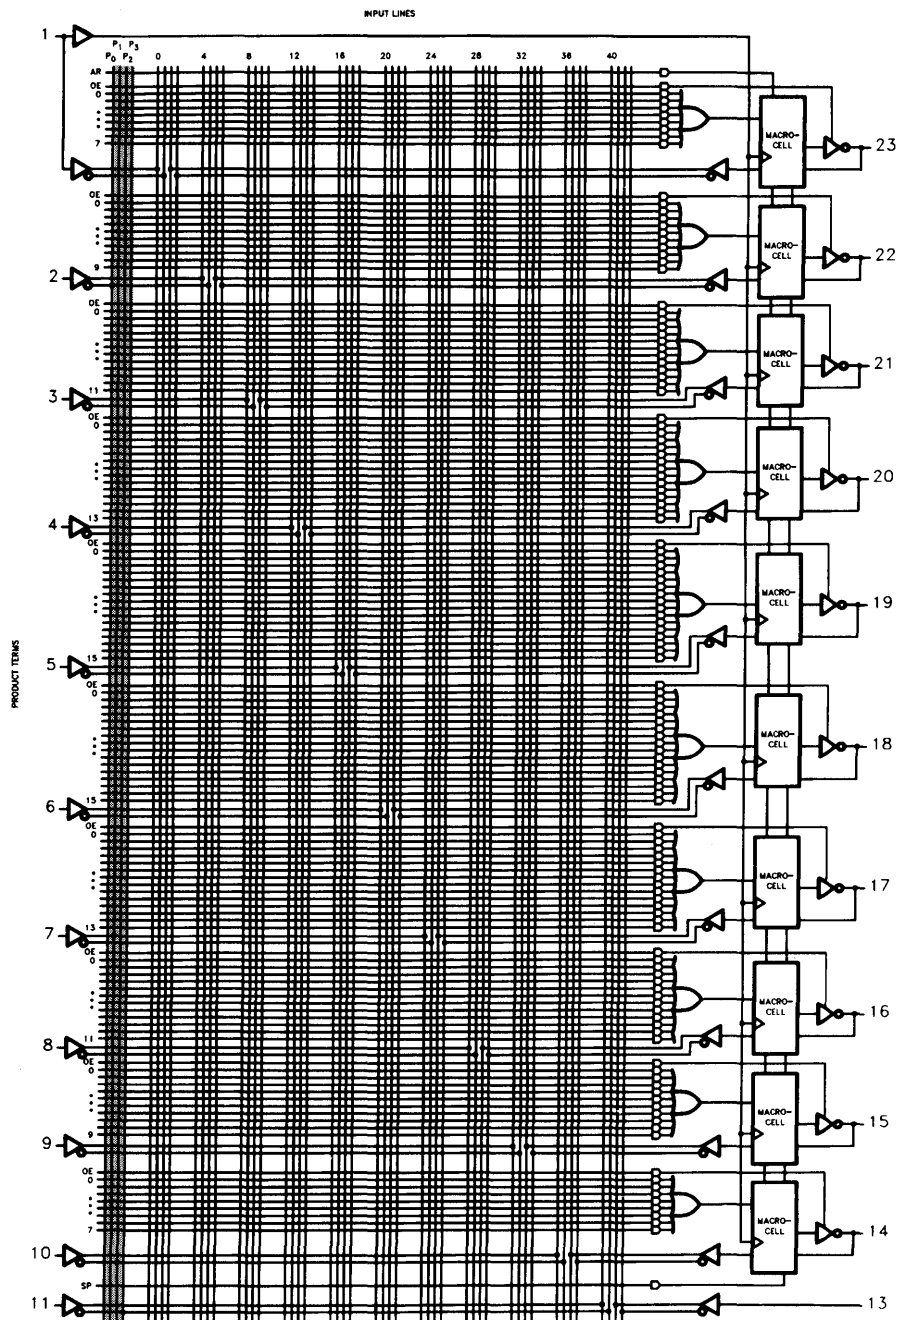 INPUT LINES
1
P1 P3
P0 P2 0 4 8 12 16 20 24 28 32 36 40
AR
OE
0
7
MACRO-
CELL
23
OE
0
9
2
MACRO-
CELL
22
OE
0
11
3
MACRO-
CELL
21
OE
0
13
4
MACRO-
CELL
20
OE
0
15
5
MACRO-
CELL
19
PRODUCT TERMS
OE
0
15
6
MACRO-
CELL
18
OE
0
13
7
MACRO-
CELL
17
OE
0
11
8
MACRO-
CELL
16
OE
0
9
9
MACRO-
CELL
15
OE
0
7
10
MACRO-
CELL
14
SP
11
13